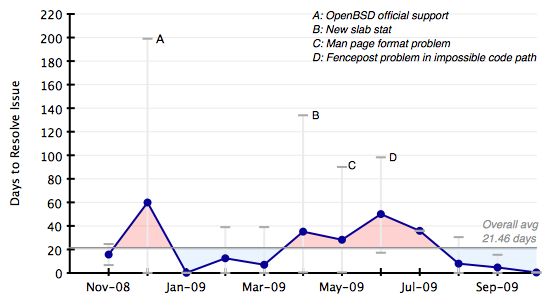 A: OpenBSD official support
B: New slab stat
C: Man page format problem
D: Fencepost problem in impossible code path
Days to Resolve Issue
220
200
180
160
140
120
100
80
60
40
20
0
A
B
C
D
Overall avg
21.46 days
Nov-08
Jan-09
Mar-09
May-09
Jul-09
Sep-09